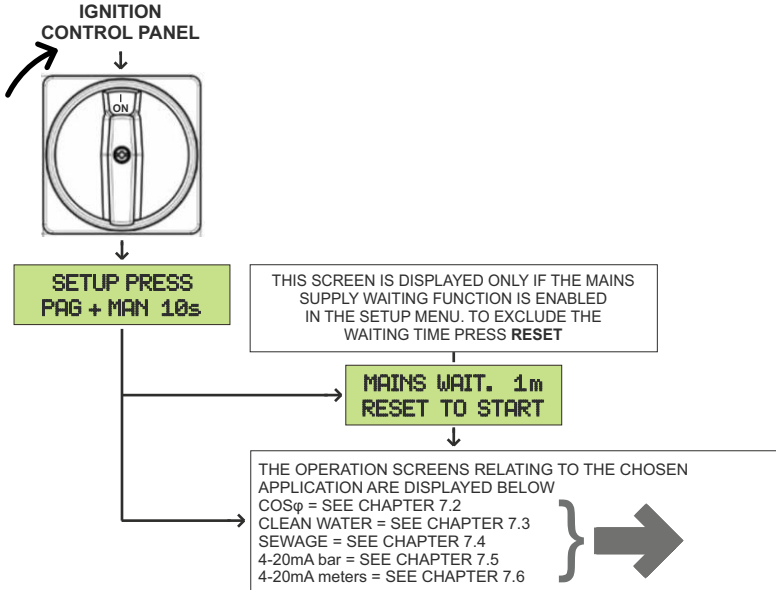 IGNITION
CONTROL PANEL
I
ON
SETUP PRESS
PAG + MAN 10s
THIS SCREEN IS DISPLAYED ONLY IF THE MAINS
SUPPLY WAITING FUNCTION IS ENABLED
IN THE SETUP MENU. TO EXCLUDE THE
WAITING TIME PRESS RESET
MAINS WAIT. 1m
RESET TO START
THE OPERATION SCREENS RELATING TO THE CHOSEN
APPLICATION ARE DISPLAYED BELOW
COSφ = SEE CHAPTER 7.2
CLEAN WATER = SEE CHAPTER 7.3
SEWAGE = SEE CHAPTER 7.4
4-20mA bar = SEE CHAPTER 7.5
4-20mA meters = SEE CHAPTER 7.6